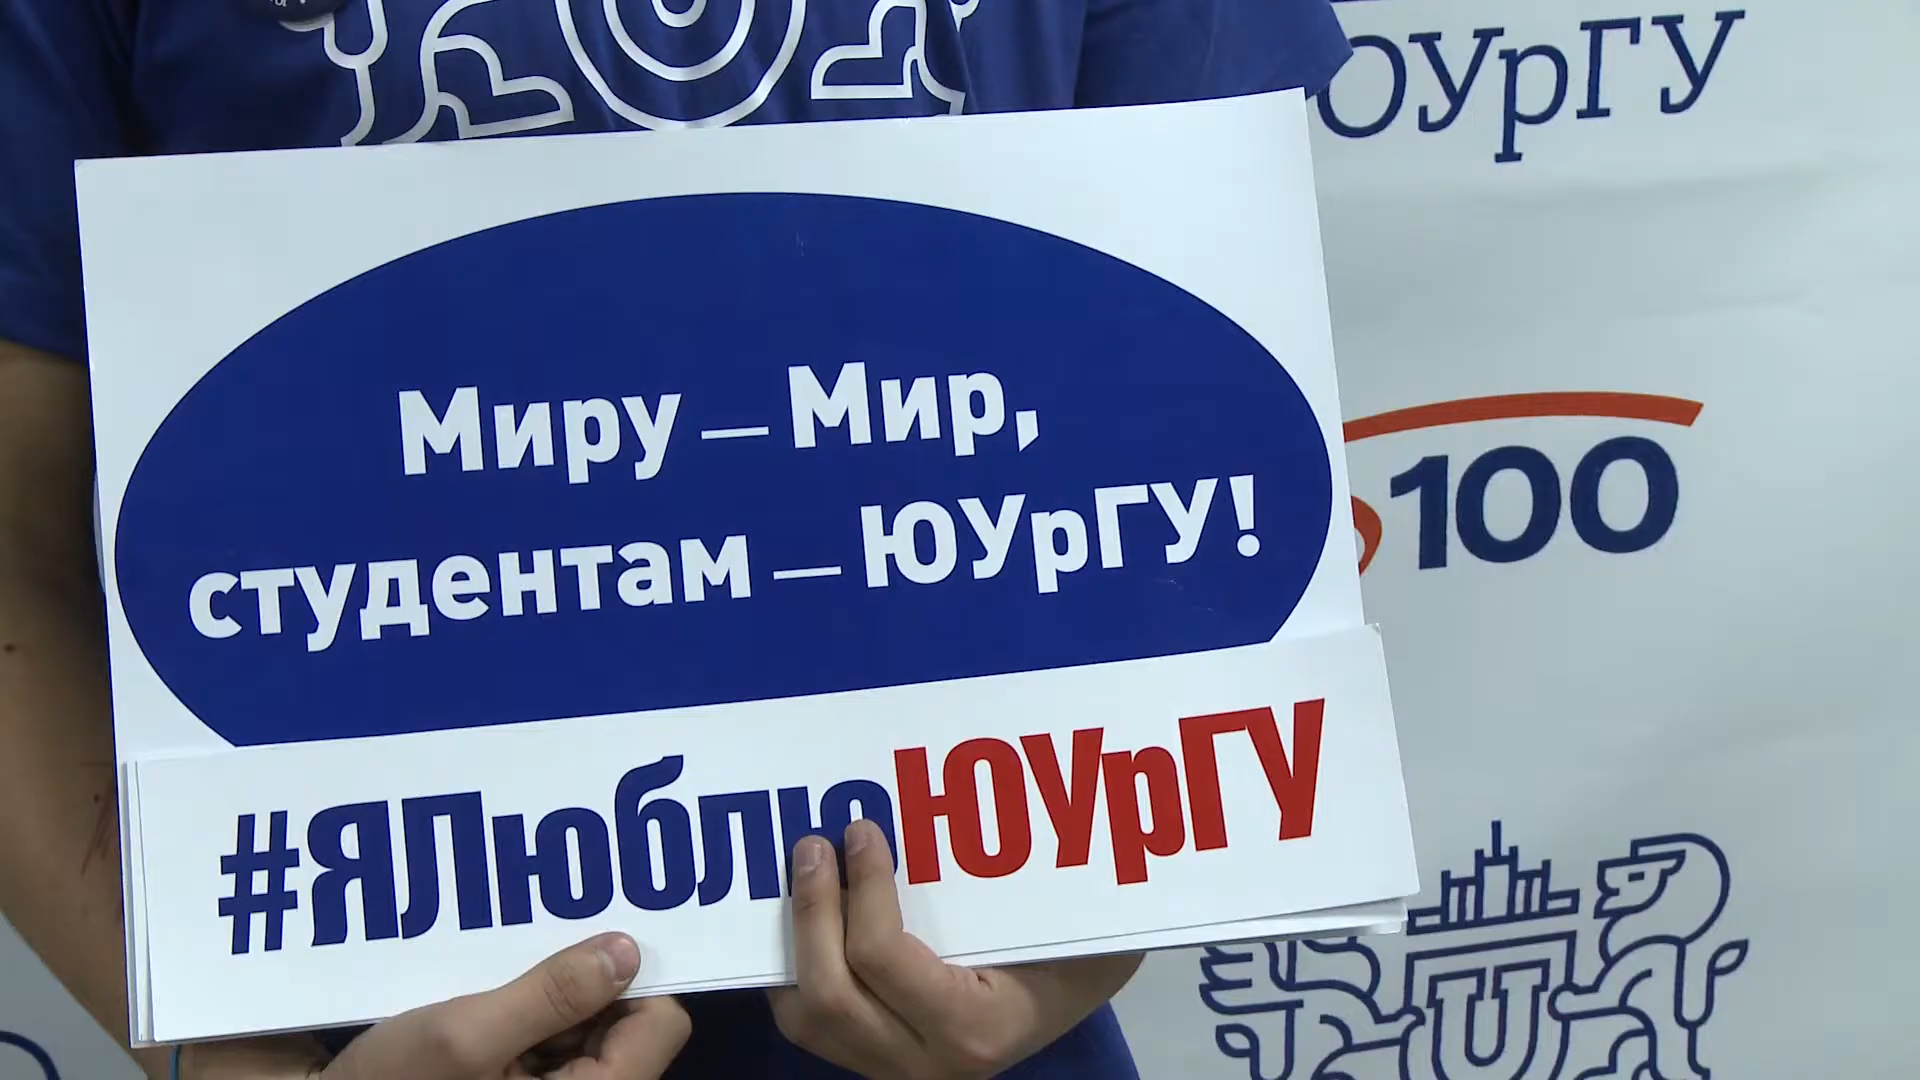 ЮУрГУ
Миру – Мир,
студентам – ЮУрГУ!
100
#ЯЛюблюЮУрГУ